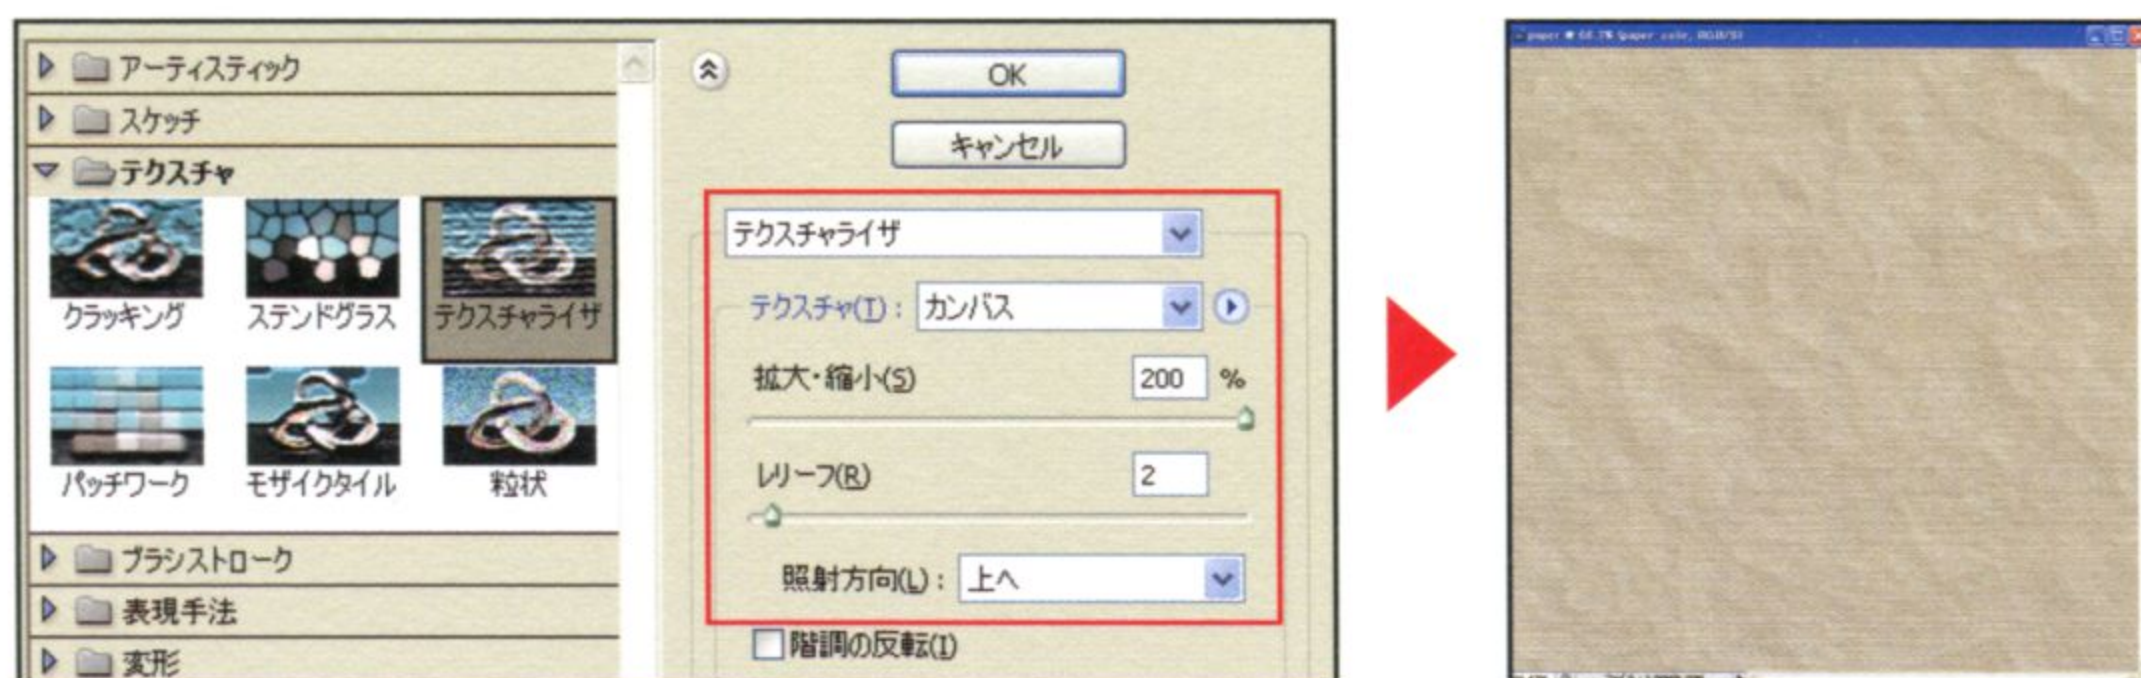 アーティスティック
スケッチ
テクスチャ
クラッキング
ステンドグラス
テクスチャライザ
パッチワーク
モザイクタイル
粒状
ブラシストローク
表現手法
変形
OK
キャンセル
テクスチャライザ
テクスチャ(T)： カンバス
拡大・縮小(S) 200 %
レリーフ(R) 2
照射方向(L)： 上へ
階調の反転(I)